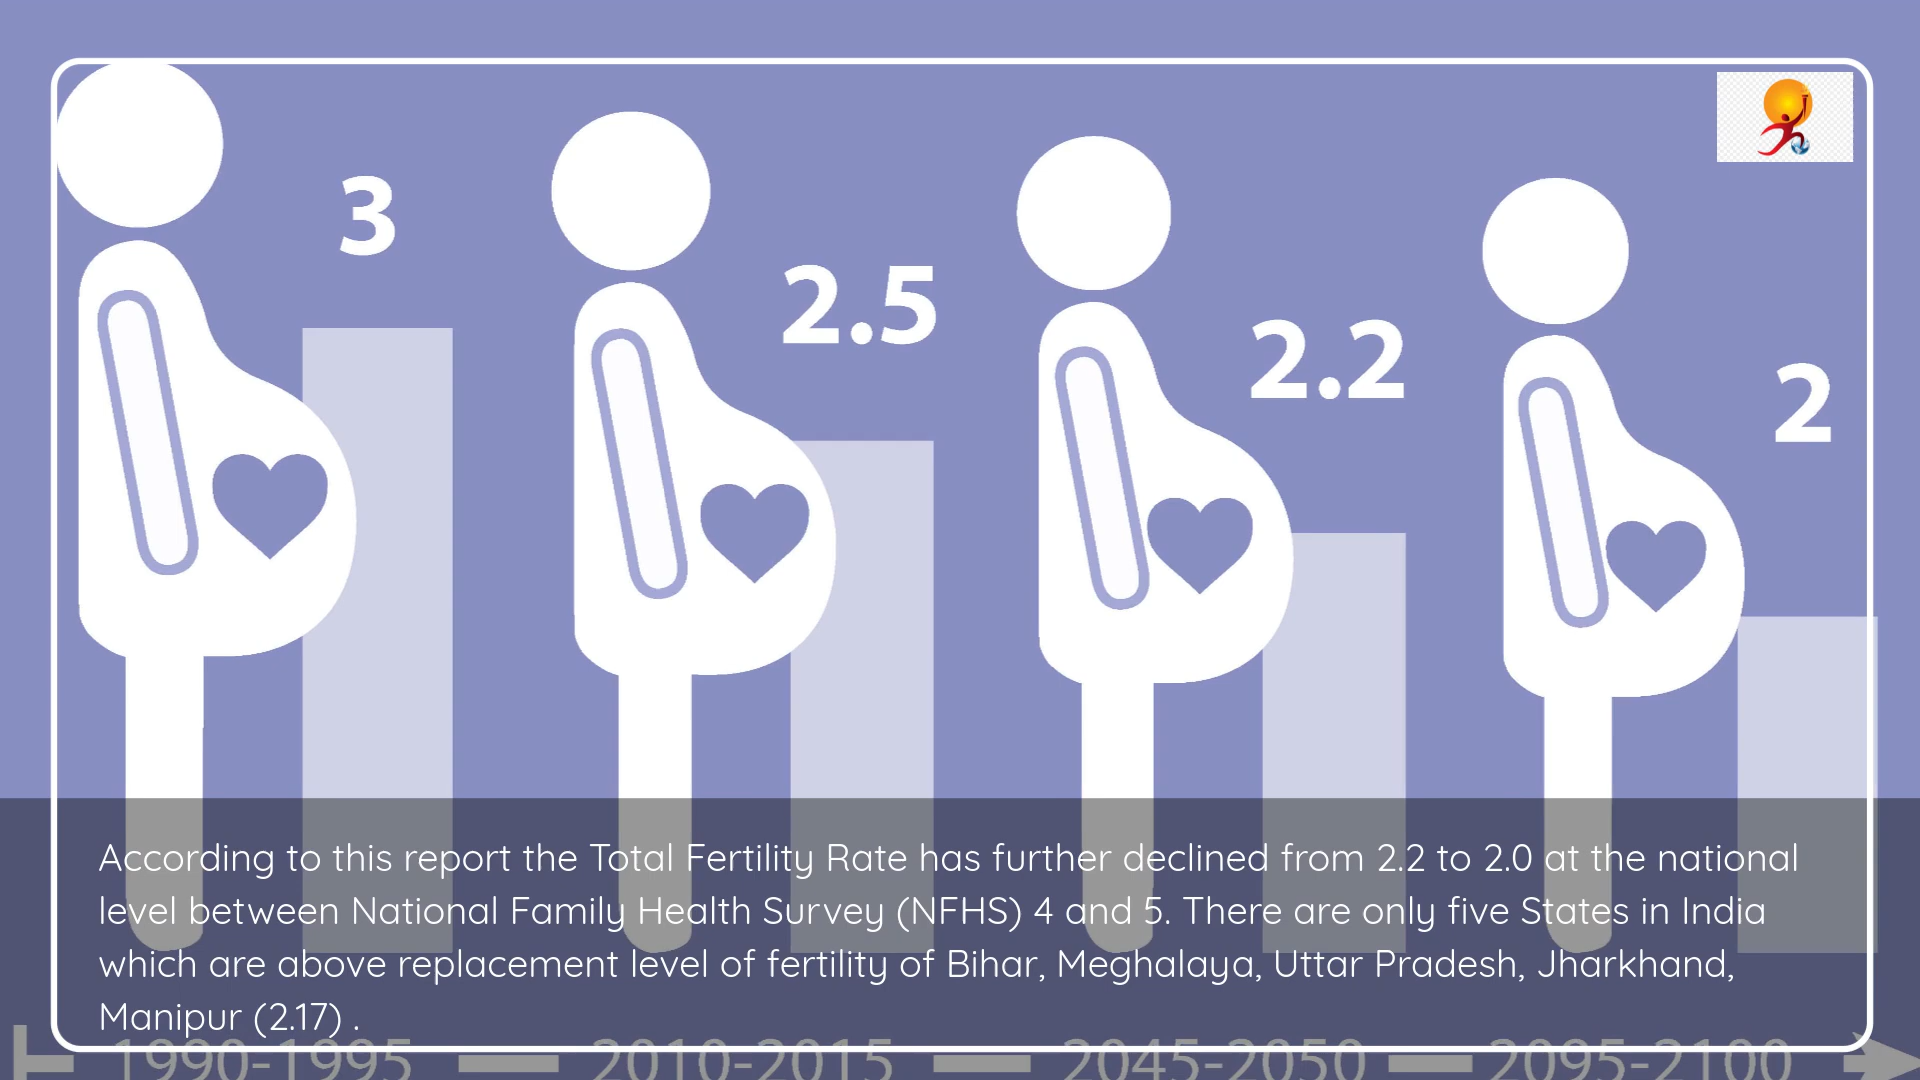 3
2.5
2.2
2
According to this report the Total Fertility Rate has further declined from 2.2 to 2.0 at the national
level between National Family Health Survey (NFHS) 4 and 5. There are only five States in India
which are above replacement level of fertility of Bihar, Meghalaya, Uttar Pradesh, Jharkhand,
Manipur (2.17) .
1990-1995 2010-2015 2045-2050 2095-2100